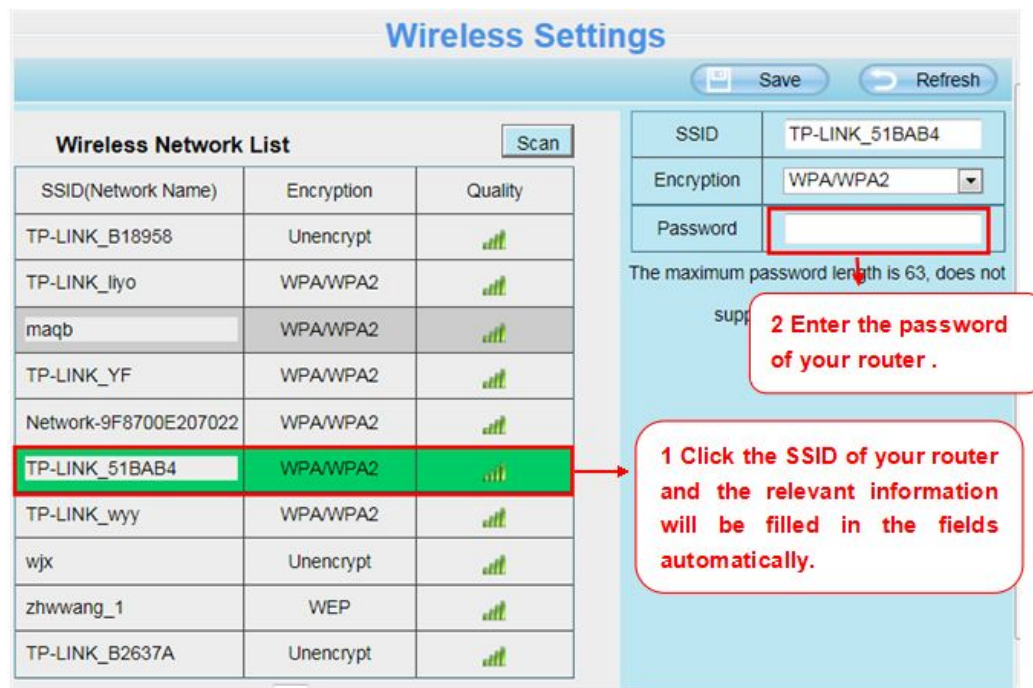 Wireless Settings
Save Refresh
Wireless Network List Scan
SSID(Network Name) Encryption Quality
TP-LINK_B18958 Unencrypt
TP-LINK_liyo WPA/WPA2
maqb WPA/WPA2
TP-LINK_YF WPA/WPA2
Network-9F8700E207022 WPA/WPA2
TP-LINK_51BAB4 WPA/WPA2
TP-LINK_wyy WPA/WPA2
wjx Unencrypt
zhwwang_1 WEP
TP-LINK_B2637A Unencrypt
SSID TP-LINK_51BAB4
Encryption WPA/WPA2
Password
The maximum password length is 63, does not
supp
2 Enter the password
of your router .
1 Click the SSID of your router
and the relevant information
will be filled in the fields
automatically.